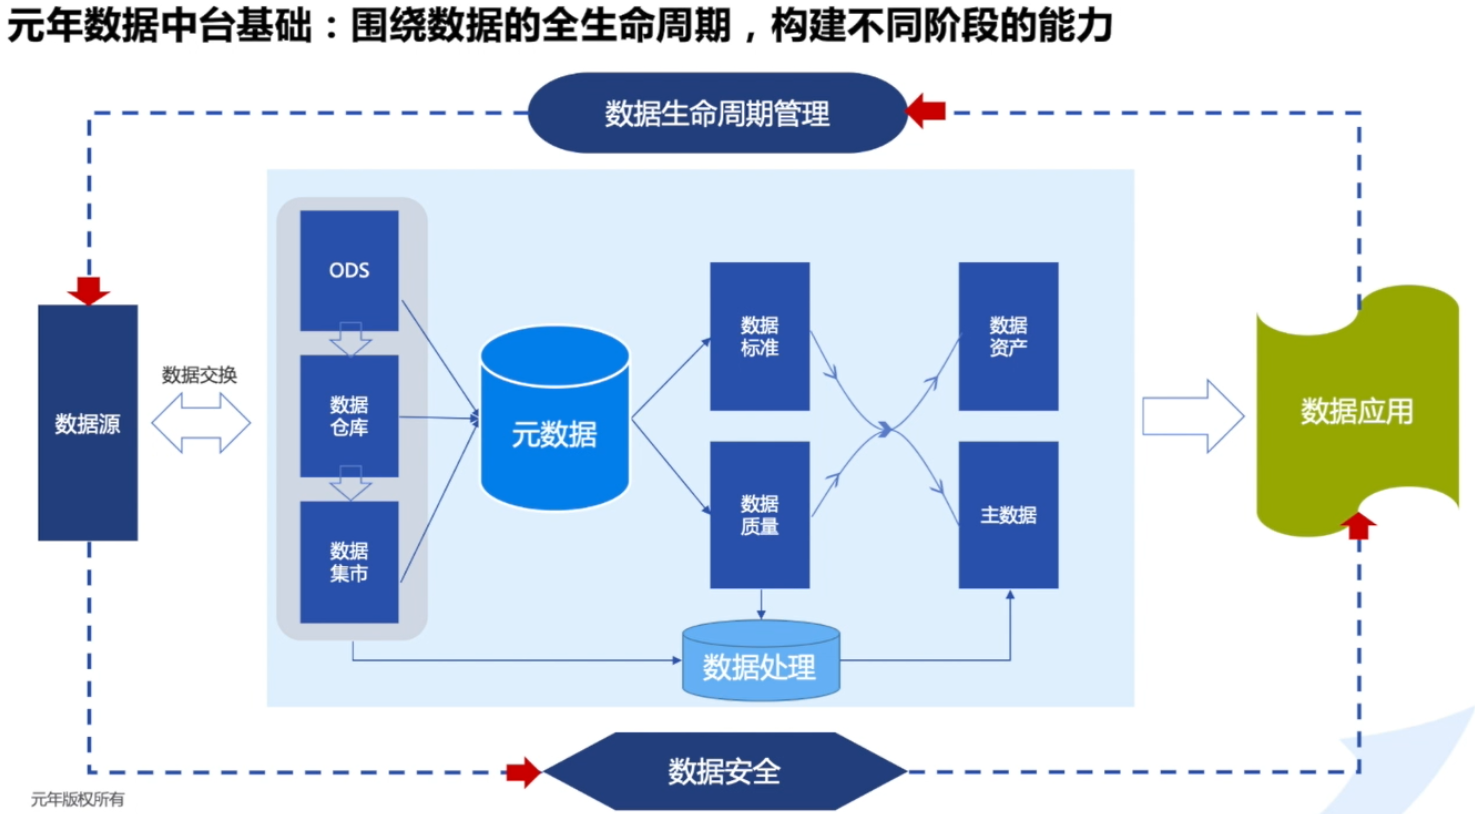 元年数据中台基础：围绕数据的全生命周期，构建不同阶段的能力
数据生命周期管理
ODS
数据
标准
数据
资产
数据交换
数据源
数据
仓库
元数据
数据应用
数据
集市
数据
质量
主数据
数据处理
数据安全
元年版权所有